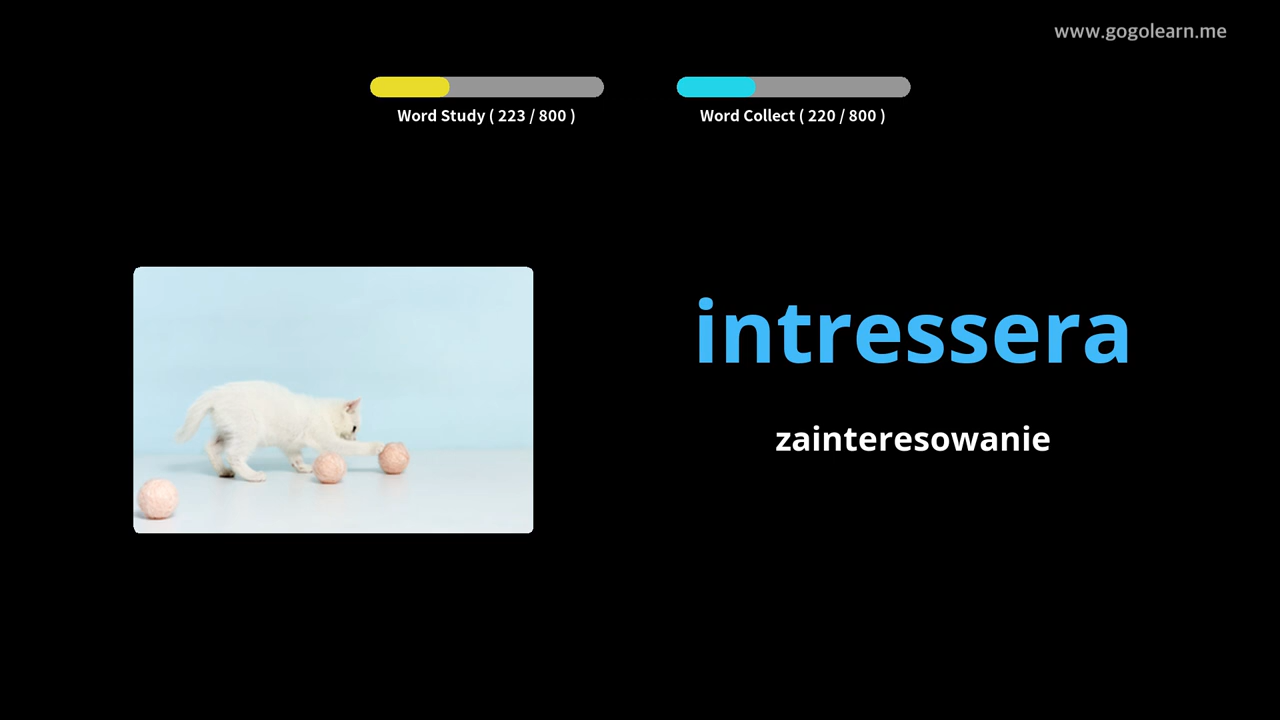 www.gogolearn.me
Word Study ( 223 / 800 )
Word Collect ( 220 / 800 )
intressera
zainteresowanie